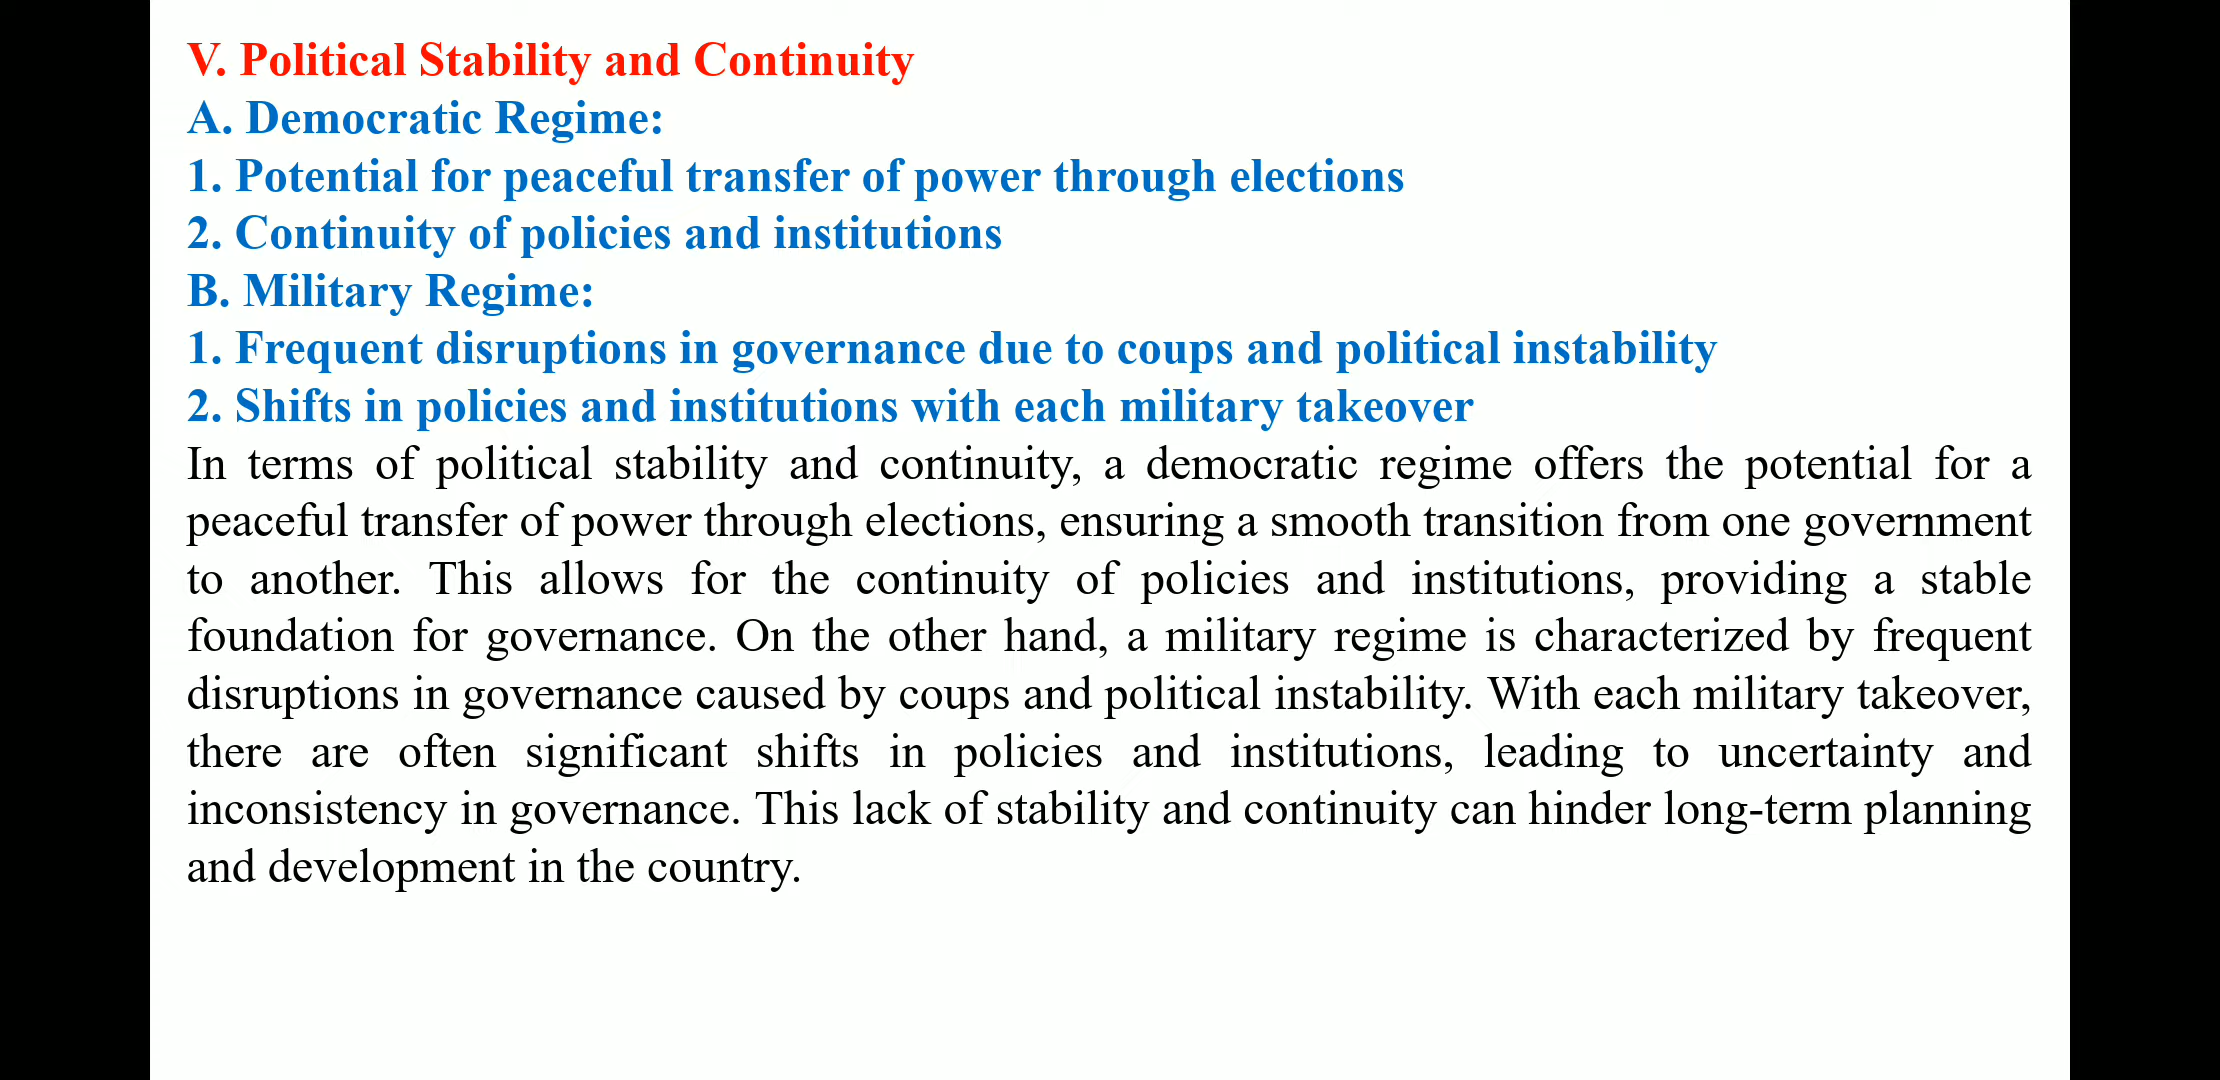 V. Political Stability and Continuity
A. Democratic Regime:
1. Potential for peaceful transfer of power through elections
2. Continuity of policies and institutions
B. Military Regime:
1. Frequent disruptions in governance due to coups and political instability
2. Shifts in policies and institutions with each military takeover
In terms of political stability and continuity, a democratic regime offers the potential for a
peaceful transfer of power through elections, ensuring a smooth transition from one government
to another. This allows for the continuity of policies and institutions, providing a stable
foundation for governance. On the other hand, a military regime is characterized by frequent
disruptions in governance caused by coups and political instability. With each military takeover,
there are often significant shifts in policies and institutions, leading to uncertainty and
inconsistency in governance. This lack of stability and continuity can hinder long-term planning
and development in the country.